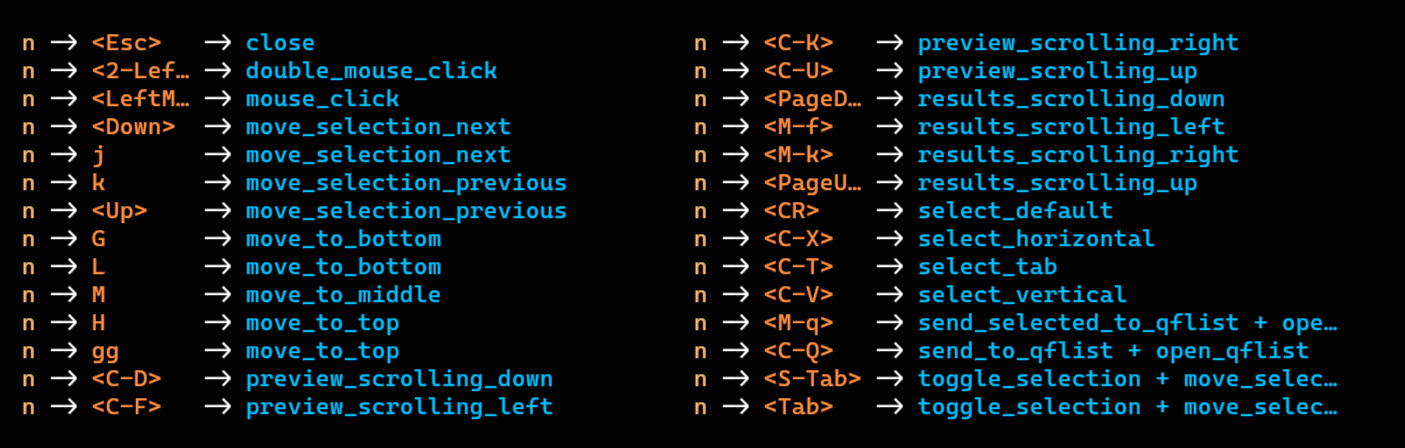 n → <Esc> → close
n → <2-Lef… → double_mouse_click
n → <LeftM… → mouse_click
n → <Down> → move_selection_next
n → j → move_selection_next
n → k → move_selection_previous
n → <Up> → move_selection_previous
n → G → move_to_bottom
n → L → move_to_bottom
n → M → move_to_middle
n → H → move_to_top
n → gg → move_to_top
n → <C-D> → preview_scrolling_down
n → <C-F> → preview_scrolling_left
n → <C-K> → preview_scrolling_right
n → <C-U> → preview_scrolling_up
n → <PageD… → results_scrolling_down
n → <M-f> → results_scrolling_left
n → <M-k> → results_scrolling_right
n → <PageU… → results_scrolling_up
n → <CR> → select_default
n → <C-X> → select_horizontal
n → <C-T> → select_tab
n → <C-V> → select_vertical
n → <M-q> → send_selected_to_qflist + ope…
n → <C-Q> → send_to_qflist + open_qflist
n → <S-Tab> → toggle_selection + move_selec…
n → <Tab> → toggle_selection + move_selec…